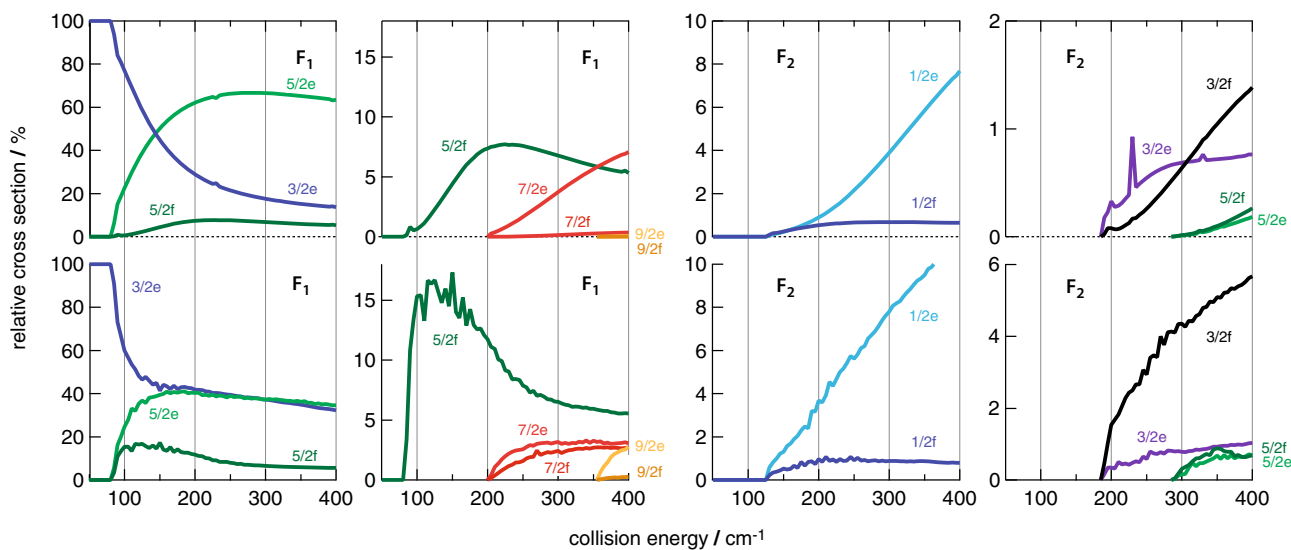 relative cross section / %
100
80
60
40
20
0
F1
5/2e
3/2e
5/2f
15
10
5
0
F1
5/2f
7/2e
7/2f
9/2e
9/2f
10
8
6
4
2
0
F2
1/2e
1/2f
2
1
0
F2
3/2f
3/2e
5/2f
5/2e
100
80
60
40
20
0
F1
3/2e
5/2e
5/2f
100 200 300 400
15
10
5
0
F1
5/2f
7/2e
7/2f
9/2e
9/2f
100 200 300 400
10
8
6
4
2
0
F2
1/2e
1/2f
100 200 300 400
6
4
2
0
F2
3/2f
3/2e
5/2f
5/2e
100 200 300 400
collision energy / cm-1